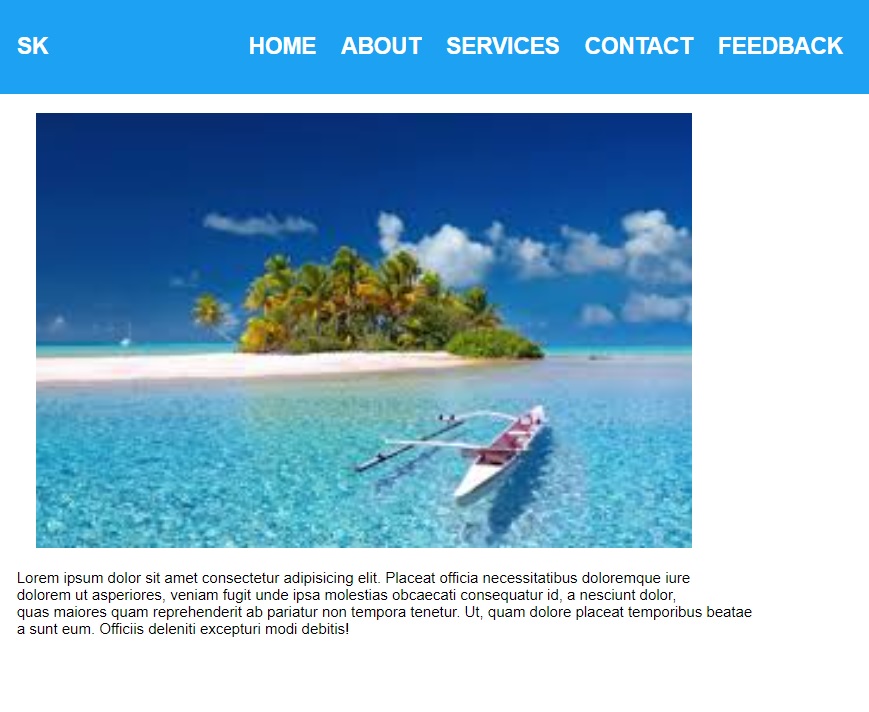 SK
HOME ABOUT SERVICES CONTACT FEEDBACK
Lorem ipsum dolor sit amet consectetur adipisicing elit. Placeat officia necessitatibus doloremque iure
dolorem ut asperiores, veniam fugit unde ipsa molestias obcaecati consequatur id, a nesciunt dolor,
quas maiores quam reprehenderit ab pariatur non tempora tenetur. Ut, quam dolore placeat temporibus beatae
a sunt eum. Officiis deleniti excepturi modi debitis!